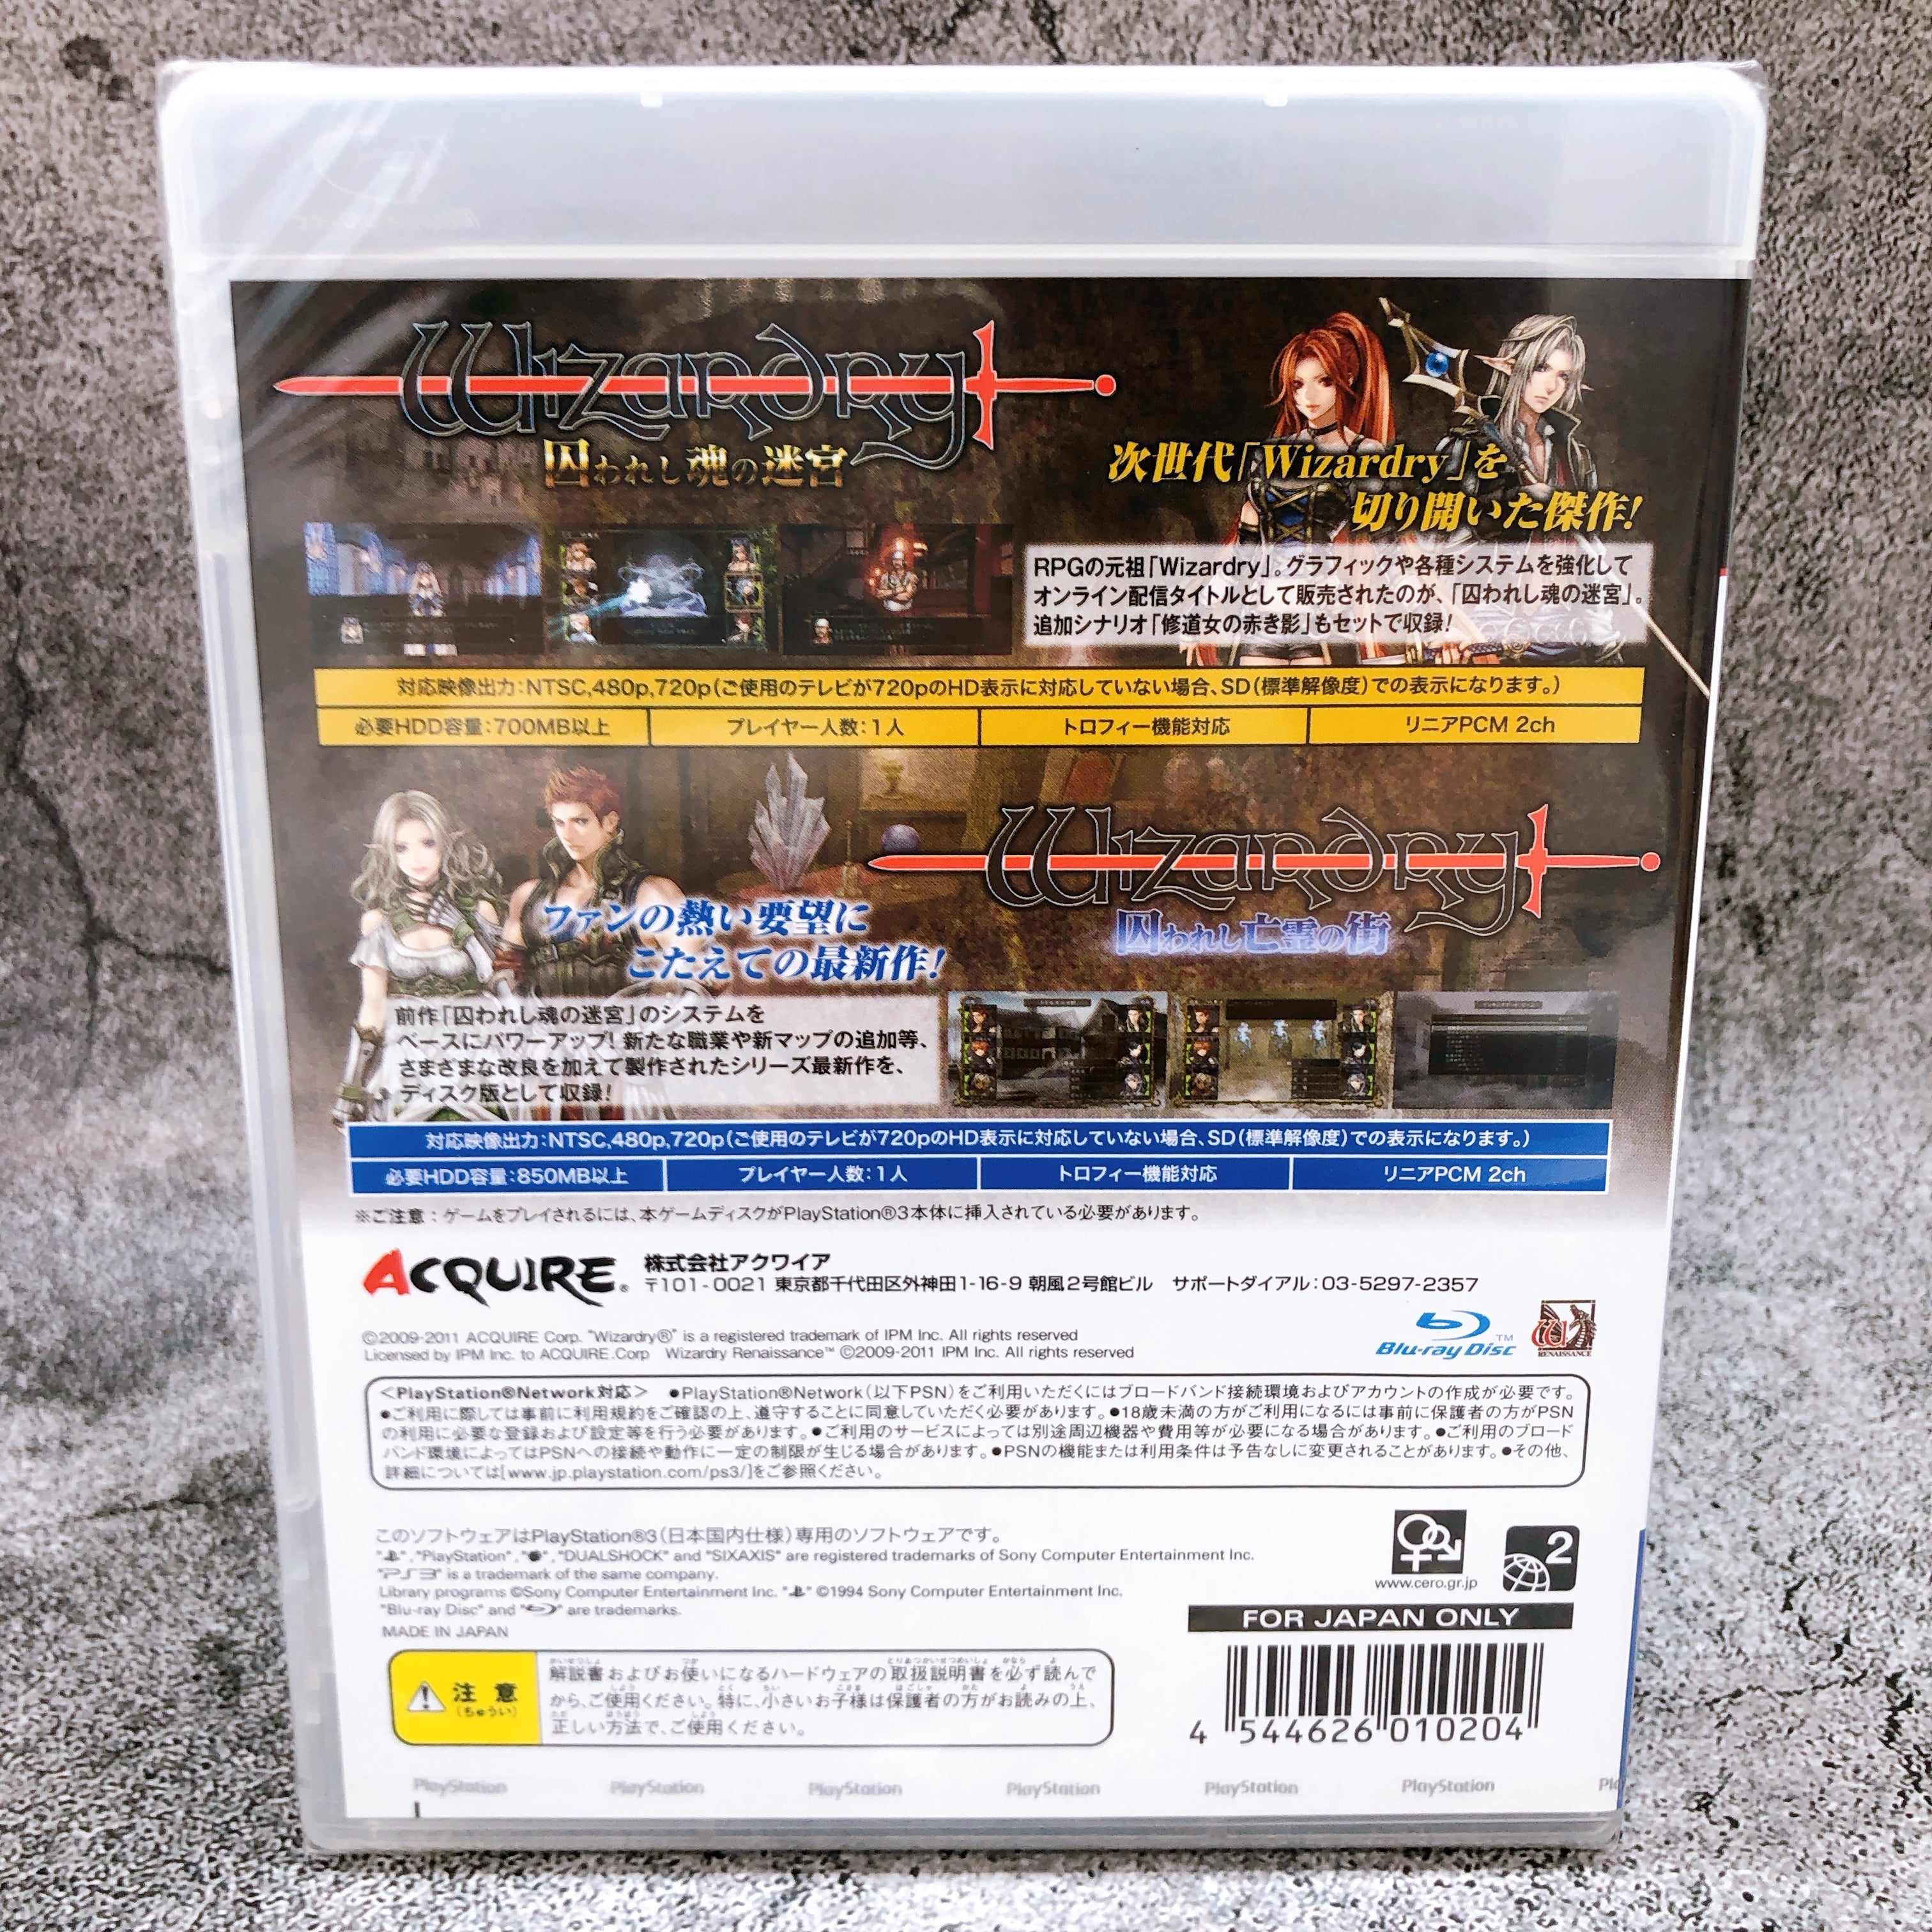 Wizardry
囚われし魂の迷宮
次世代「Wizardry」を
切り開いた傑作!
RPGの元祖「Wizardry」。グラフィックや各種システムを強化して
オンライン配信タイトルとして販売されたのが、「囚われし魂の迷宮」。
追加シナリオ「修道女の赤き影」もセットで収録!
対応映像出力:NTSC,480p,720p(ご使用のテレビが720pのHD表示に対応していない場合、SD(標準解像度)での表示になります。)
必要HDD容量:700MB以上 プレイヤー人数:1人 トロフィー機能対応 リニアPCM 2ch
Wizardry
囚われし亡霊の街
ファンの熱い要望に
こたえての最新作!
前作「囚われし魂の迷宮」のシステムを
ベースにパワーアップ! 新たな職業や新マップの追加等、
さまざまな改良を加えて製作されたシリーズ最新作を、
ディスク版として収録!
対応映像出力:NTSC,480p,720p(ご使用のテレビが720pのHD表示に対応していない場合、SD(標準解像度)での表示になります。)
必要HDD容量:850MB以上 プレイヤー人数:1人 トロフィー機能対応 リニアPCM 2ch
※ご注意:ゲームをプレイされるには、本ゲームディスクがPlayStation®3本体に挿入されている必要があります。
ACQUIRE® 株式会社アクワイア
〒101-0021 東京都千代田区外神田1-16-9 朝風2号館ビル サポートダイアル:03-5297-2357
©2009-2011 ACQUIRE Corp. "Wizardry®" is a registered trademark of IPM Inc. All rights reserved
Licensed by IPM Inc. to ACQUIRE.Corp Wizardry Renaissance™ ©2009-2011 IPM Inc. All rights reserved
Blu-ray Disc™
RENAISSANCE
<PlayStation®Network対応> ●PlayStation®Network(以下PSN)をご利用いただくにはブロードバンド接続環境およびアカウントの作成が必要です。
●ご利用に際しては事前に利用規約をご確認の上、遵守することに同意していただく必要があります。●18歳未満の方がご利用になるには事前に保護者の方がPSN
の利用に必要な登録および設定等を行う必要があります。●ご利用のサービスによっては別途周辺機器や費用等が必要になる場合があります。●ご利用のブロード
バンド環境によってはPSNへの接続や動作に一定の制限が生じる場合があります。●PSNの機能または利用条件は予告なしに変更されることがあります。●その他、
詳細については[www.jp.playstation.com/ps3/]をご参照ください。
このソフトウェアはPlayStation®3(日本国内仕様)専用のソフトウェアです。
"", "PlayStation", "", "DUALSHOCK" and "SIXAXIS" are registered trademarks of Sony Computer Entertainment Inc.
"PS3" is a trademark of the same company.
Library programs ©Sony Computer Entertainment Inc. "" ©1994 Sony Computer Entertainment Inc.
"Blu-ray Disc" and "" are trademarks.
MADE IN JAPAN
www.cero.gr.jp
2
FOR JAPAN ONLY
注意
(ちゅうい)
解説書およびお使いになるハードウェアの取扱説明書を必ず読んで
から、ご使用ください。特に、小さいお子様は保護者の方がお読みの上、
正しい方法で、ご使用ください。
4 544626 010204
PlayStation PlayStation PlayStation PlayStation PlayStation PlayStation